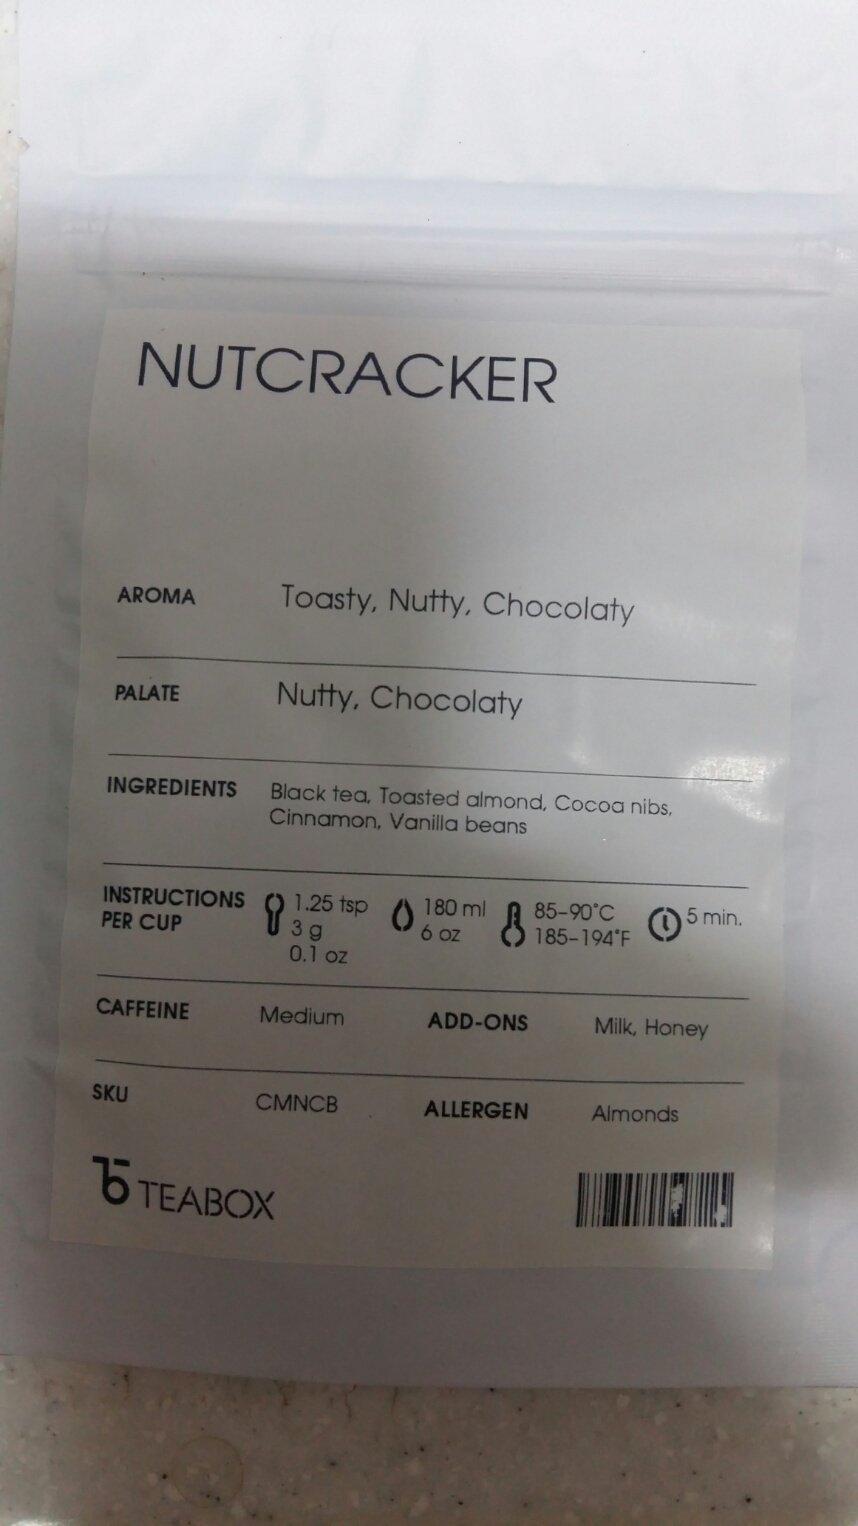 NUTCRACKER
AROMA Toasty, Nutty, Chocolaty
PALATE Nutty, Chocolaty
INGREDIENTS Black tea, Toasted almond, Cocoa nibs,
Cinnamon, Vanilla beans
INSTRUCTIONS 1.25 tsp 180 ml 85-90°C 5 min.
PER CUP 3 g 6 oz 185-194°F
0.1 oz
CAFFEINE Medium ADD-ONS Milk, Honey
SKU CMNCB ALLERGEN Almonds
TEABOX